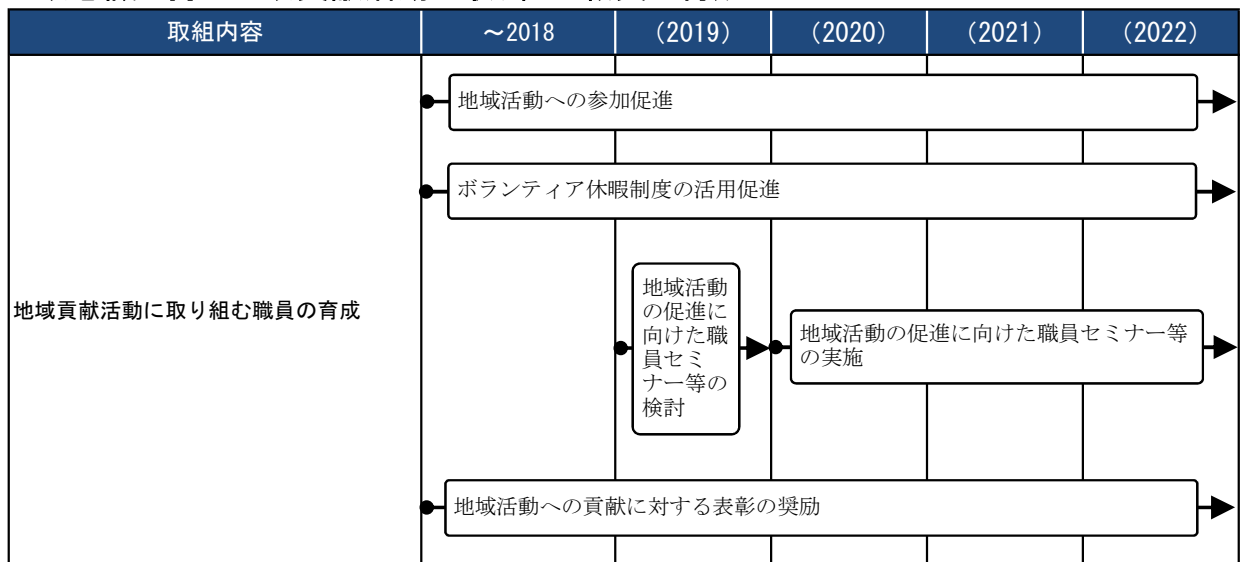 取組内容 ～2018 （2019） （2020） （2021） （2022）
地域活動への参加促進
ボランティア休暇制度の活用促進
地域貢献活動に取り組む職員の育成
地域活動
の促進に
向けた職
員セミ
ナー等の
検討
地域活動の促進に向けた職員セミナー等
の実施
地域活動への貢献に対する表彰の奨励